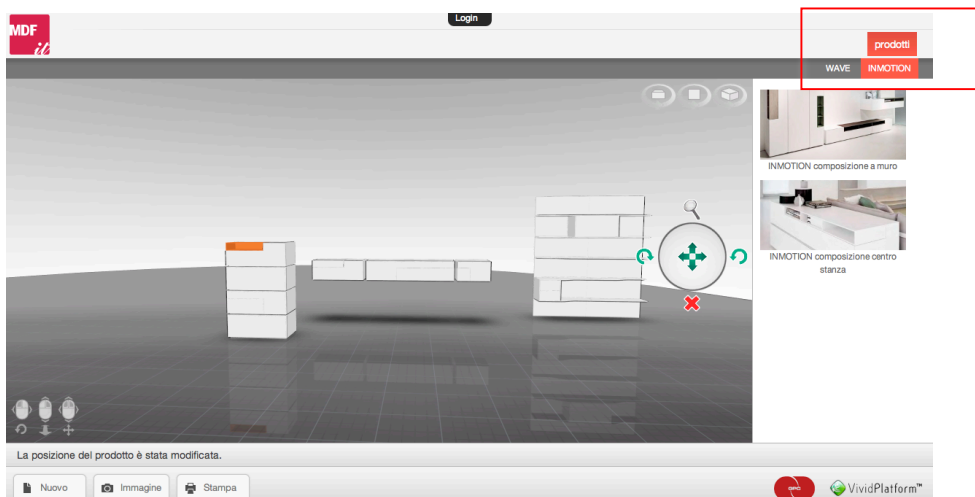 Login
MDF
it
prodotti
WAVE INMOTION
INMOTION composizione a muro
INMOTION composizione centro
stanza
La posizione del prodotto è stata modificata.
Nuovo Immagine Stampa
VividPlatform™